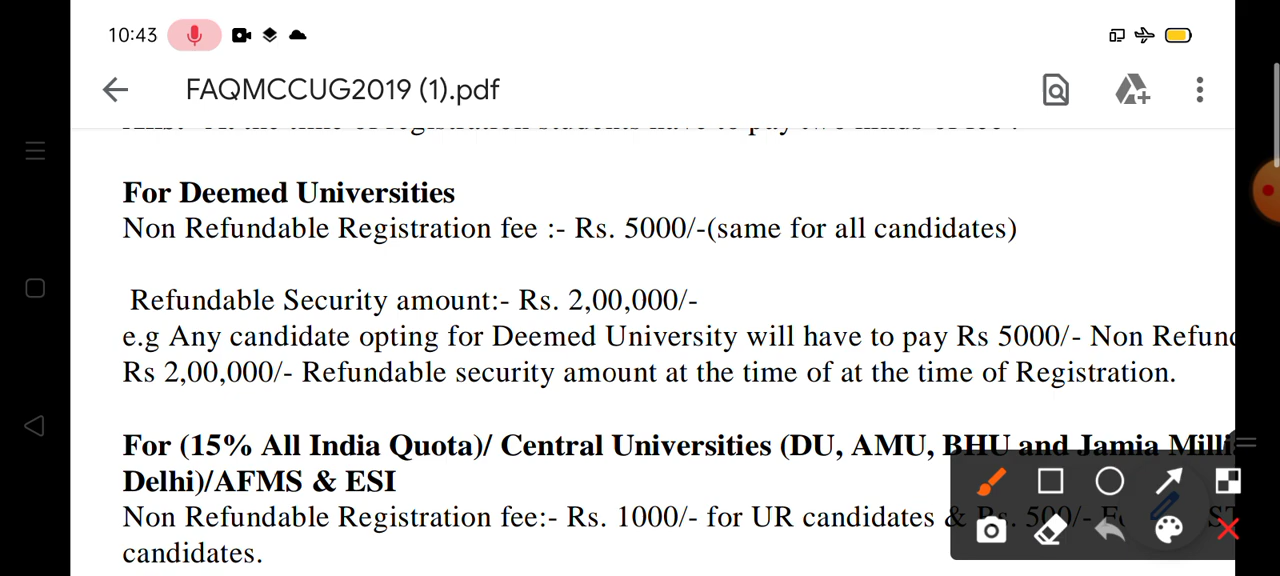 10:43
FAQMCCUG2019 (1).pdf
For Deemed Universities
Non Refundable Registration fee :- Rs. 5000/-(same for all candidates)
Refundable Security amount:- Rs. 2,00,000/-
e.g Any candidate opting for Deemed University will have to pay Rs 5000/- Non Refund
Rs 2,00,000/- Refundable security amount at the time of at the time of Registration.
For (15% All India Quota)/ Central Universities (DU, AMU, BHU and Jamia Milli
Delhi)/AFMS & ESI
Non Refundable Registration fee:- Rs. 1000/- for UR candidates & Rs. 500/-
candidates.